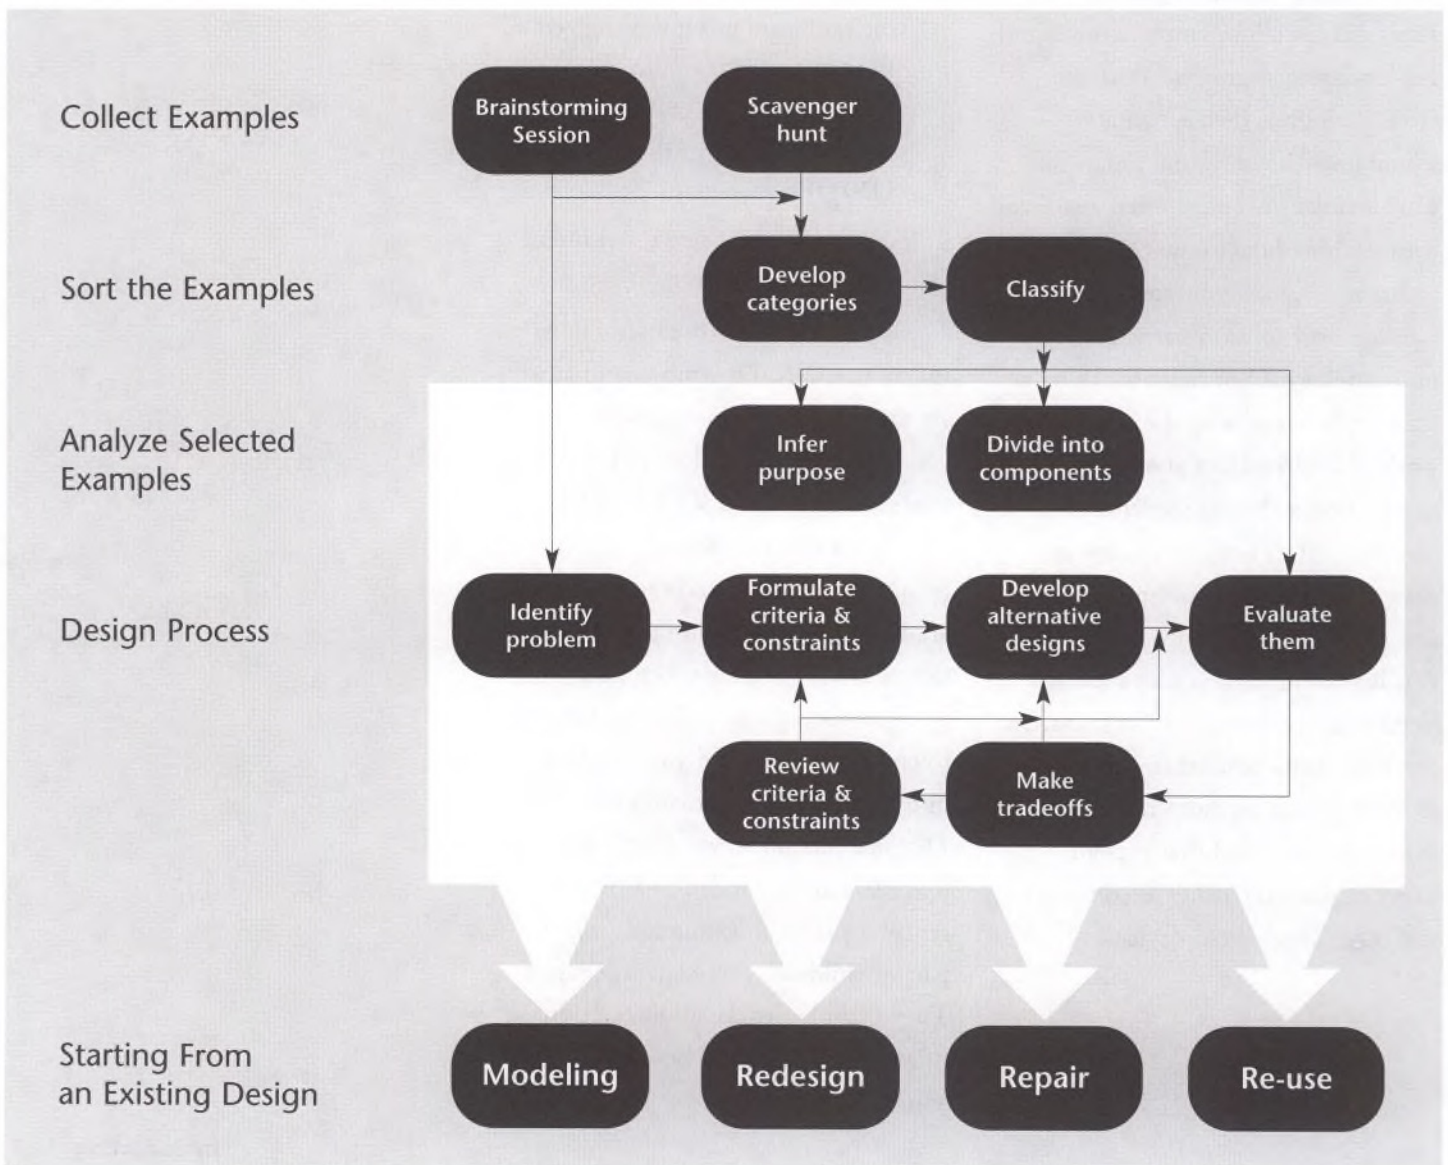 Collect Examples
Brainstorming
Session
Scavenger
hunt
Sort the Examples
Develop
categories
Classify
Analyze Selected
Examples
Infer
purpose
Divide into
components
Design Process
Identify
problem
Formulate
criteria &
constraints
Develop
alternative
designs
Evaluate
them
Review
criteria &
constraints
Make
tradeoffs
Starting From
an Existing Design
Modeling
Redesign
Repair
Re-use